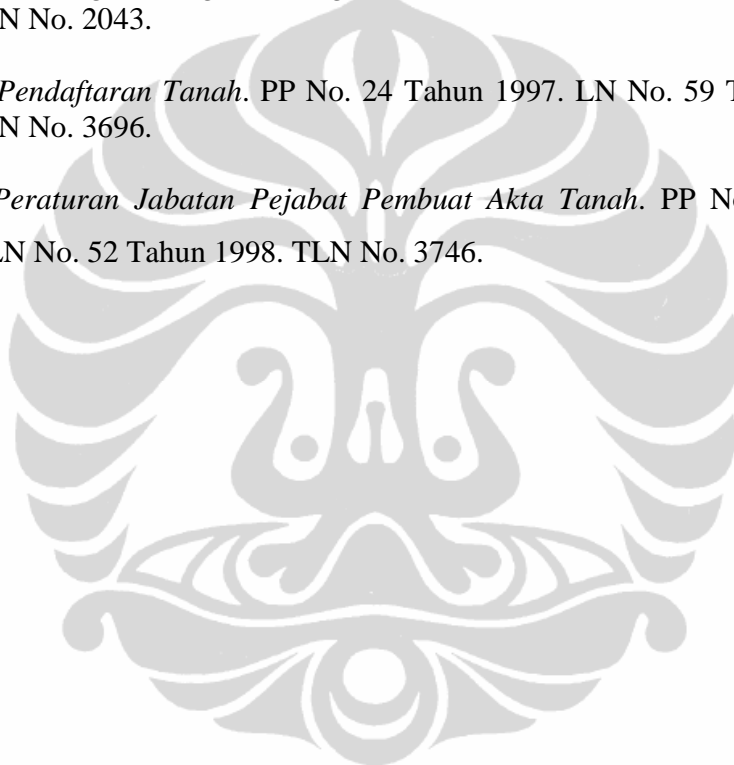 N No. 2043.
Pendaftaran Tanah. PP No. 24 Tahun 1997. LN No. 59 T
N No. 3696.
Peraturan Jabatan Pejabat Pembuat Akta Tanah. PP No
LN No. 52 Tahun 1998. TLN No. 3746.